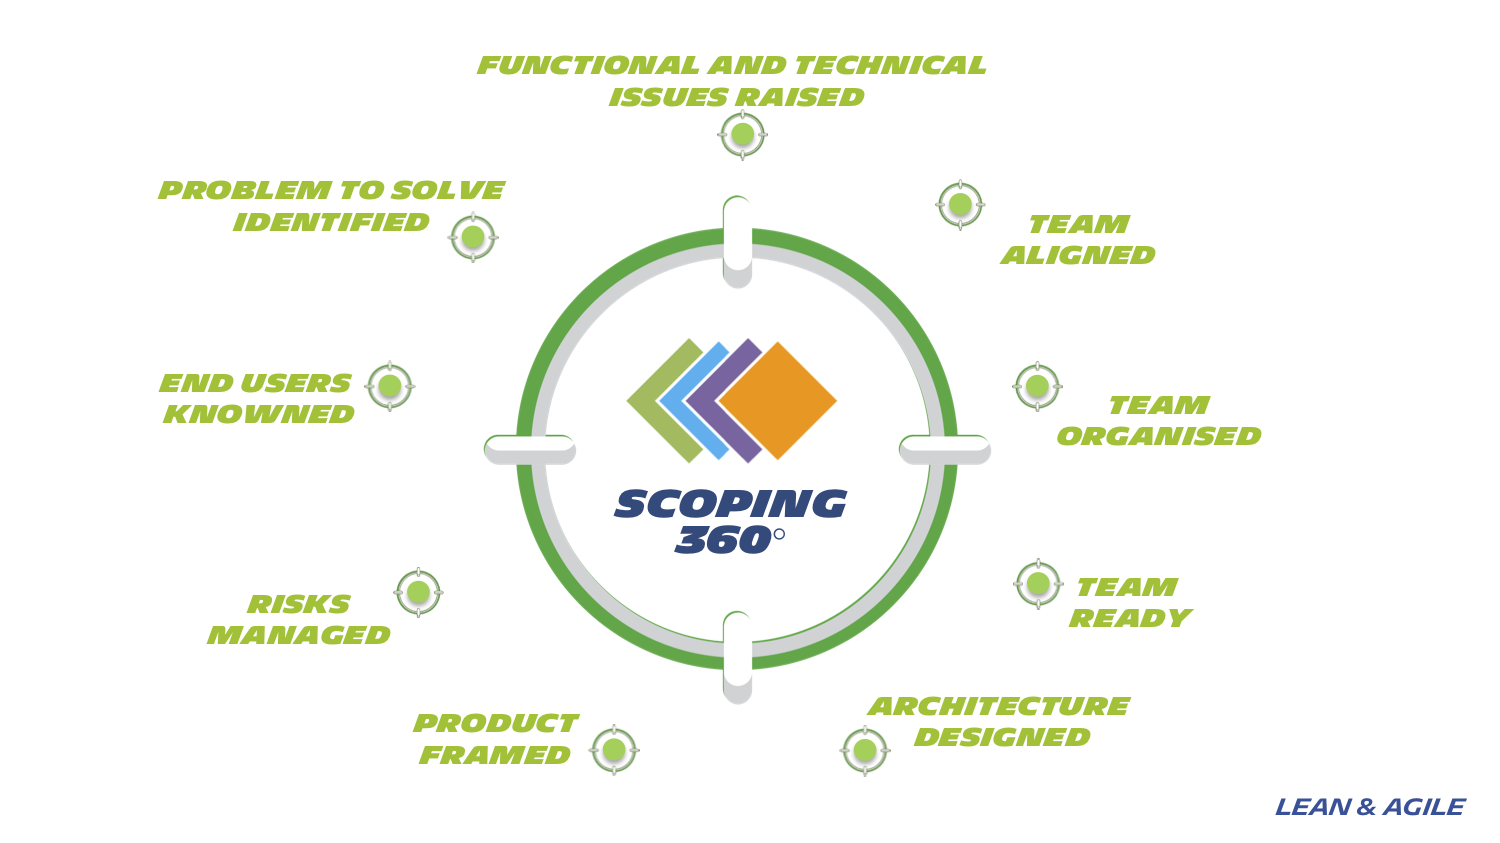 FUNCTIONAL AND TECHNICAL
ISSUES RAISED
PROBLEM TO SOLVE
IDENTIFIED
TEAM
ALIGNED
END USERS
KNOWNED
TEAM
ORGANISED
SCOPING
360°
RISKS
MANAGED
TEAM
READY
PRODUCT
FRAMED
ARCHITECTURE
DESIGNED
LEAN & AGILE